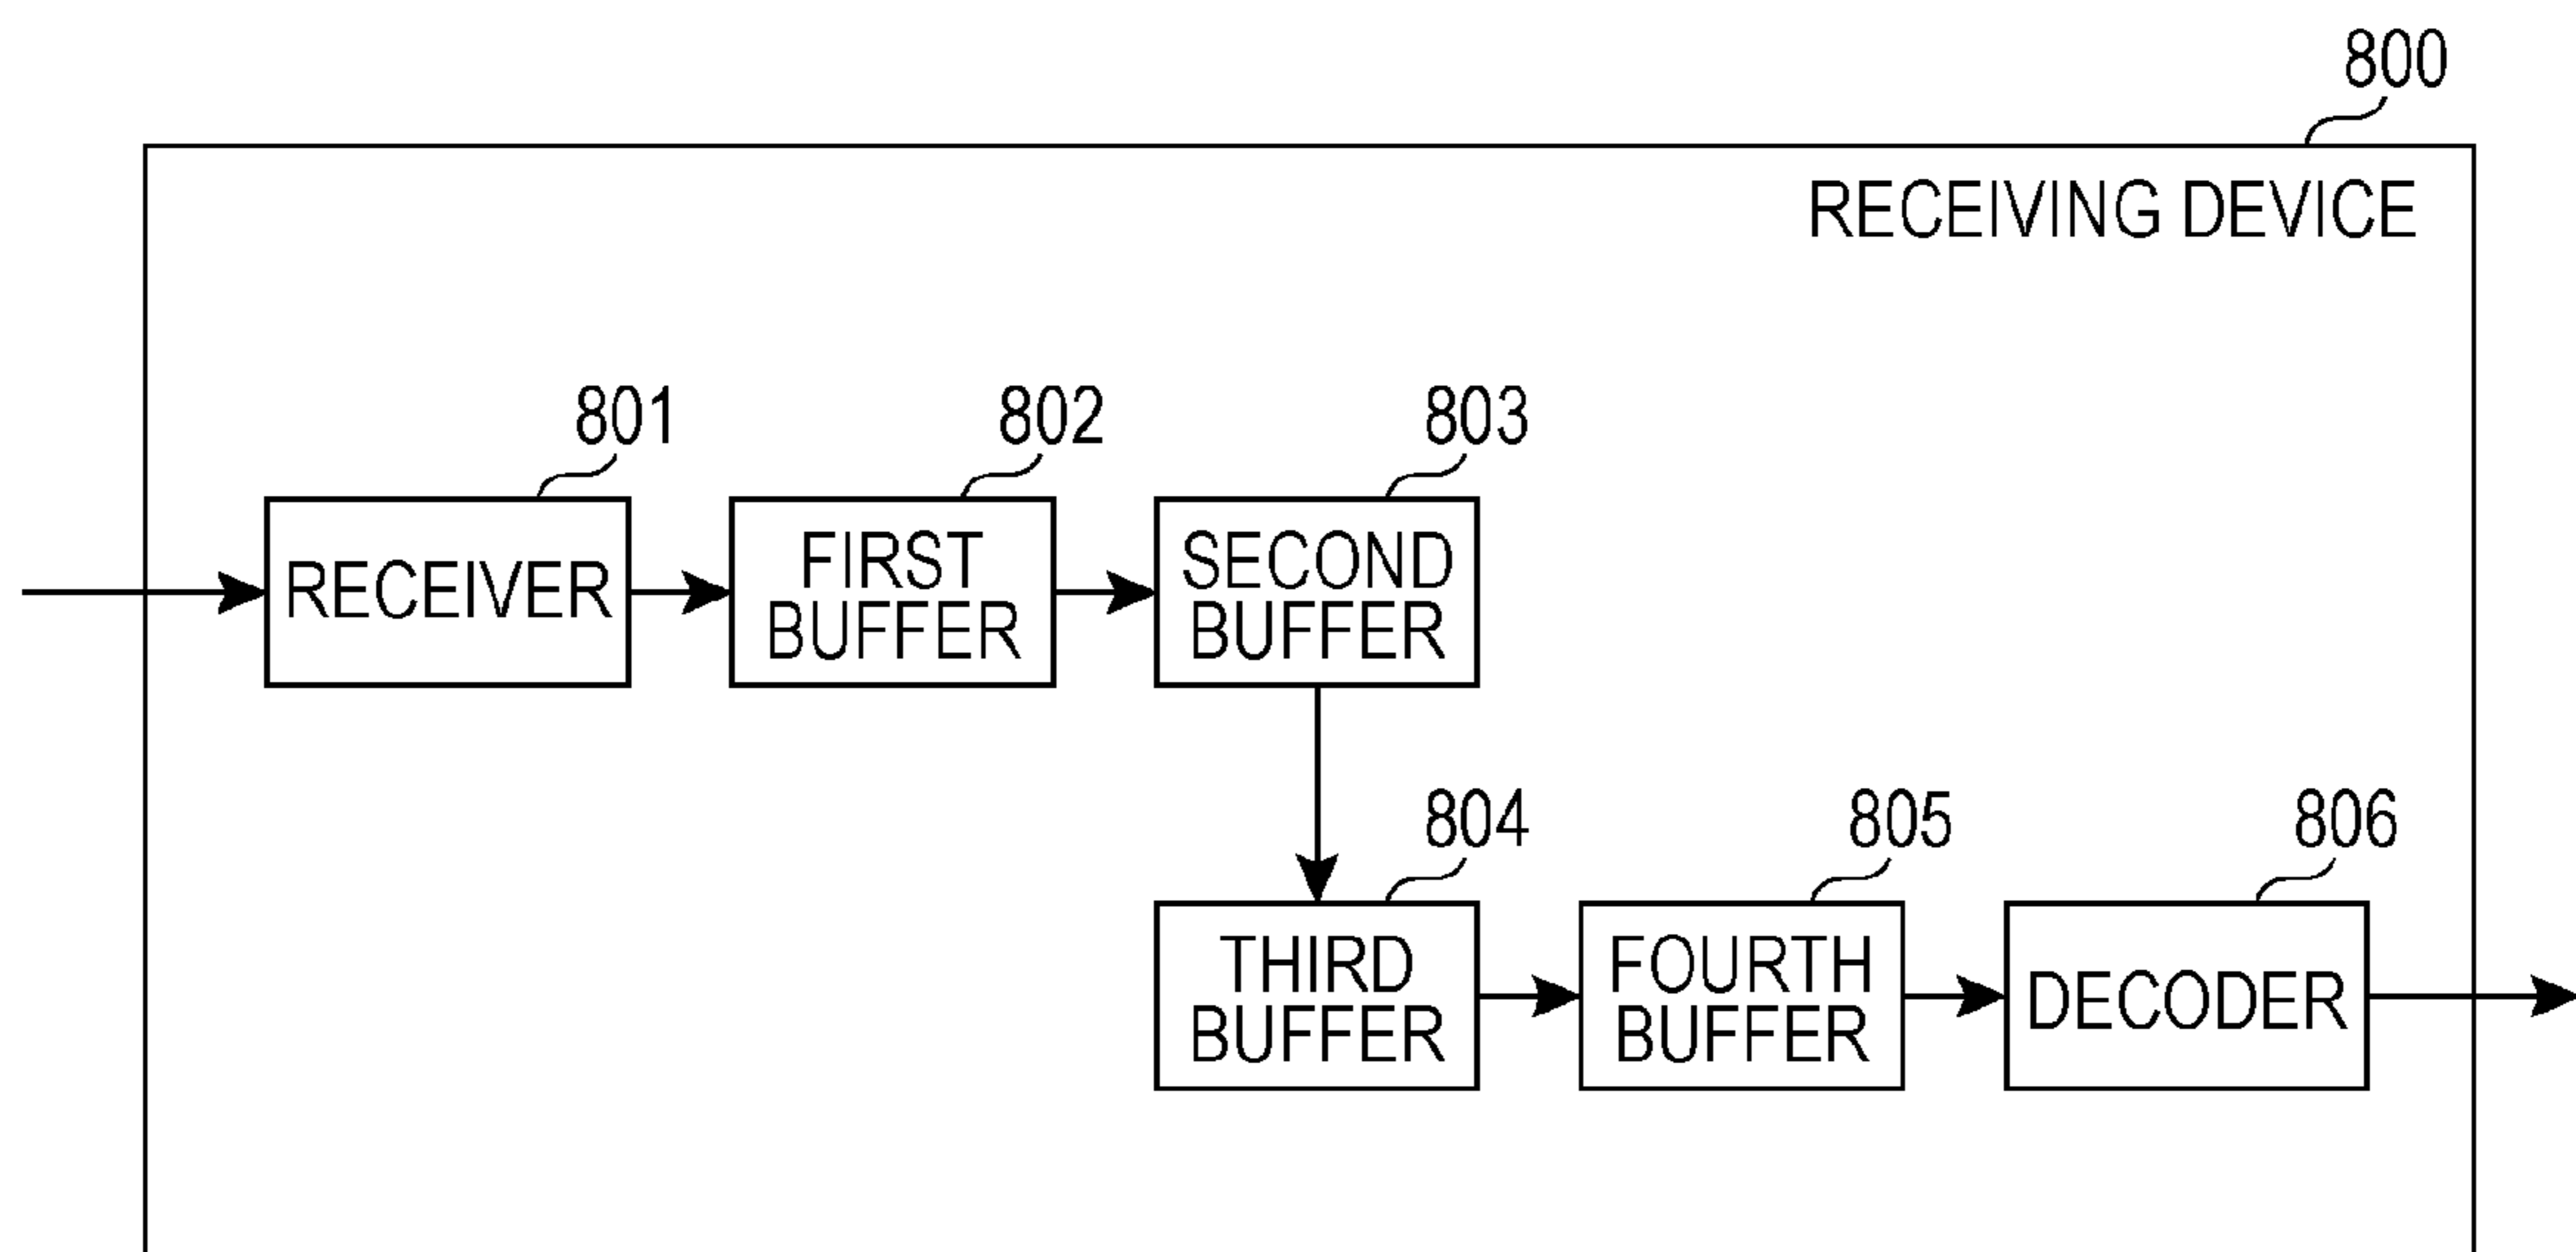 800
RECEIVING DEVICE
801
802
803
RECEIVER
FIRST
BUFFER
SECOND
BUFFER
804
805
806
THIRD
BUFFER
FOURTH
BUFFER
DECODER